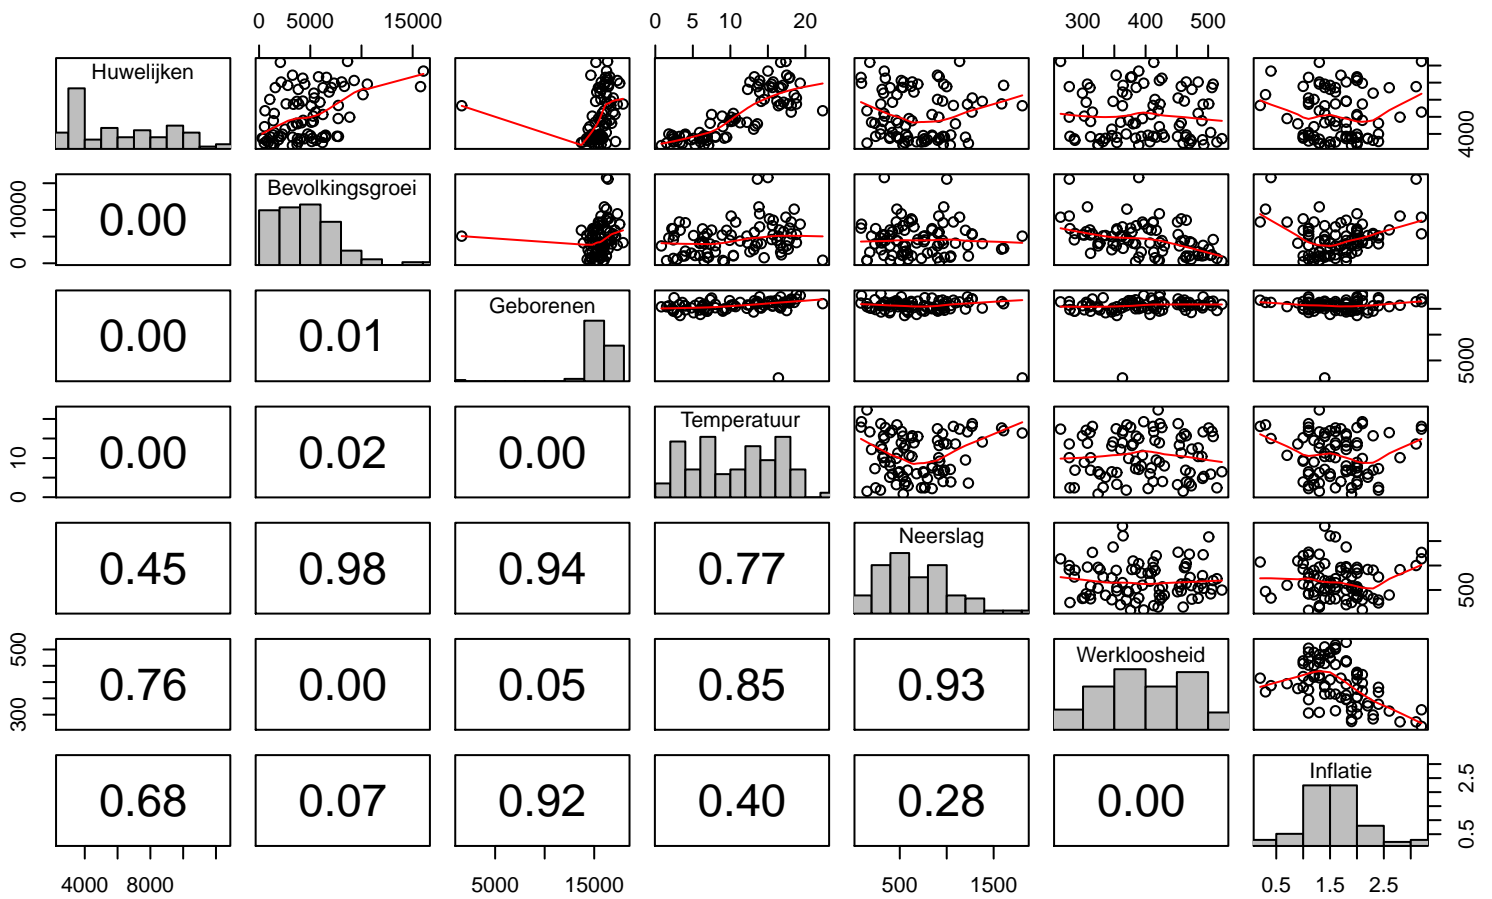 0 5000 15000 0 5 10 20 300 400 500
Huwelijken
4000
0 10000
0.00 Bevolkingsgroei
0.00 0.01 Geborenen
5000
0 10
0.00 0.02 0.00 Temperatuur
0.45 0.98 0.94 0.77 Neerslag
500
300 500
0.76 0.00 0.05 0.85 0.93 Werkloosheid
0.68 0.07 0.92 0.40 0.28 0.00 Inflatie
0.5 2.5
4000 8000 5000 15000 500 1500 0.5 1.5 2.5